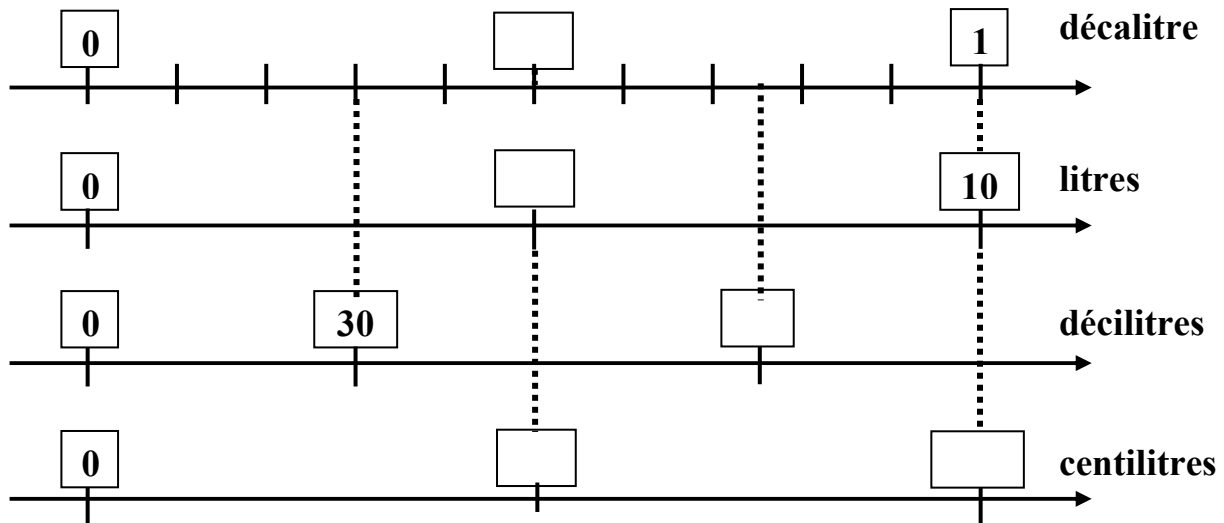 0 1 décalitre
0 10 litres
0 30 décilitres
0 centilitres